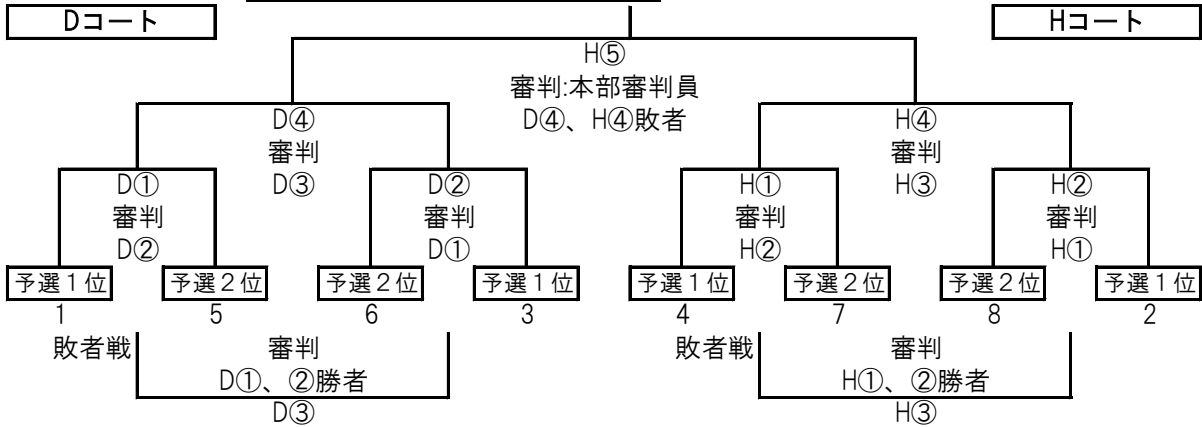 Dコート Hコート
H⑤
審判:本部審判員
D④ D④、H④敗者 H④
審判 審判
D① D③ D② H① H③ H②
審判 審判 審判 審判
D② D① H② H①
予選1位 予選2位 予選2位 予選1位 予選1位 予選2位 予選2位 予選1位
1 5 6 3 4 7 8 2
敗者戦 審判 敗者戦 審判
D①、②勝者 H①、②勝者
D③ H③